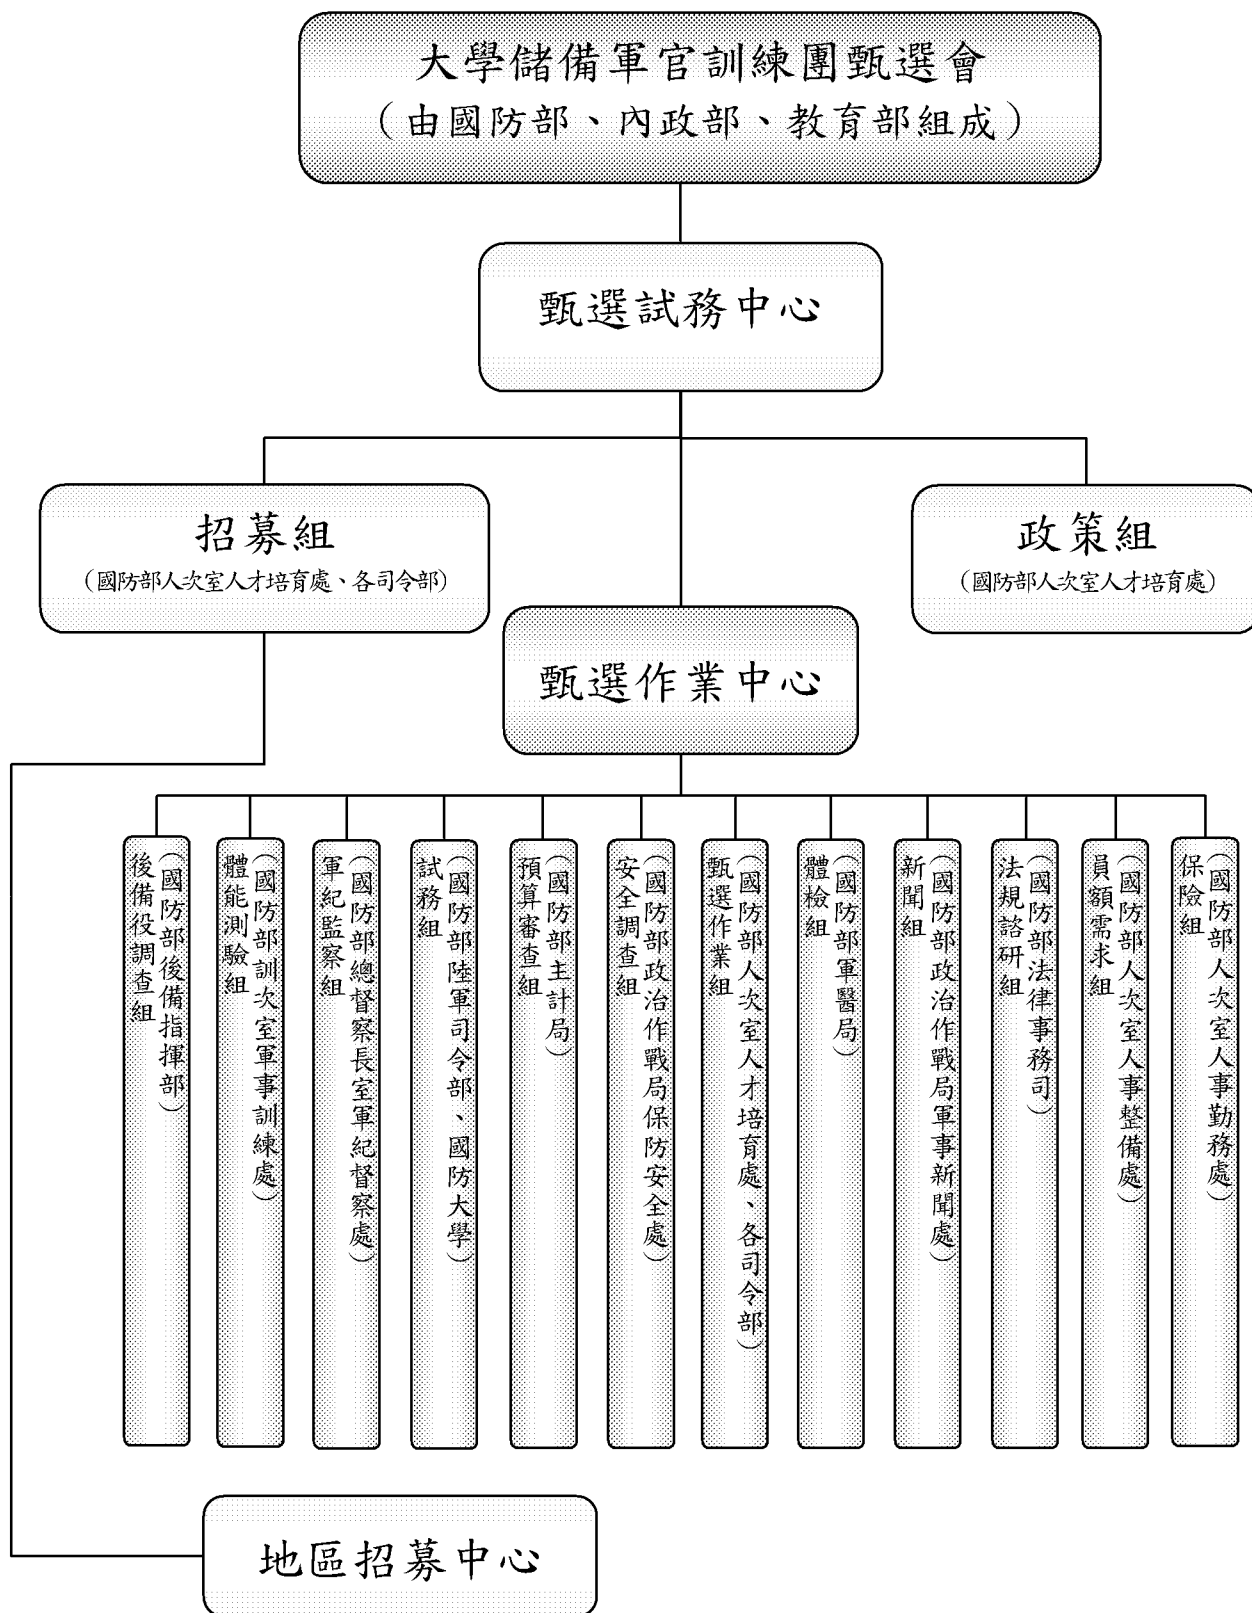 大學儲備軍官訓練團甄選會
（由國防部、內政部、教育部組成）
甄選試務中心
招募組
（國防部人次室人才培育處、各司令部）
政策組
（國防部人次室人才培育處）
甄選作業中心
後備役調查組
（國防部後備指揮部）
體能測驗組
（國防部訓次室軍事訓練處）
軍紀監察組
（國防部總督察長室軍紀督察處）
試務組
（國防部陸軍司令部、國防大學）
預算審查組
（國防部主計局）
安全調查組
（國防部政治作戰局保防安全處）
甄選作業組
（國防部人次室人才培育處、各司令部）
體檢組
（國防部軍醫局）
新聞組
（國防部政治作戰局軍事新聞處）
法規諮研組
（國防部法律事務司）
員額需求組
（國防部人次室人事整備處）
保險組
（國防部人次室人事勤務處）
地區招募中心